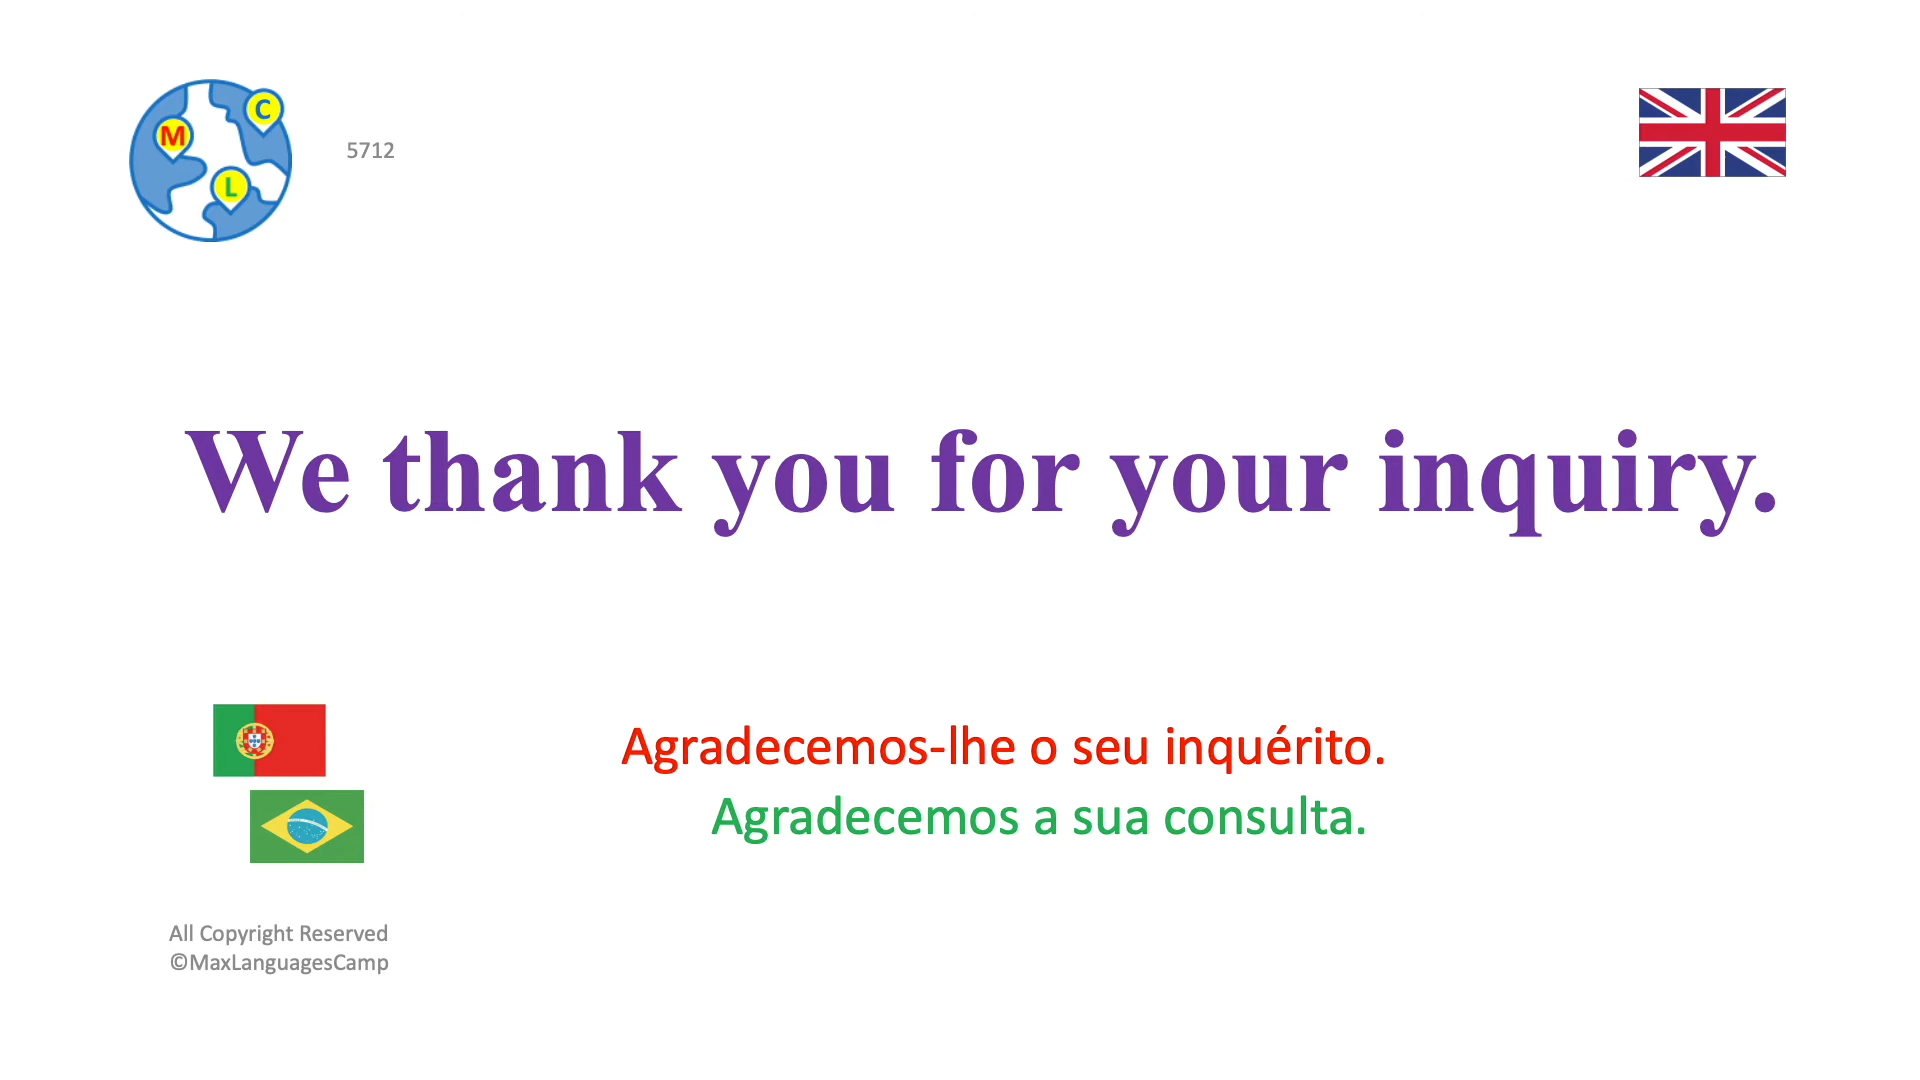 C
M
L
5712
We thank you for your inquiry.
Agradecemos-lhe o seu inquérito.
Agradecemos a sua consulta.
All Copyright Reserved
©MaxLanguagesCamp